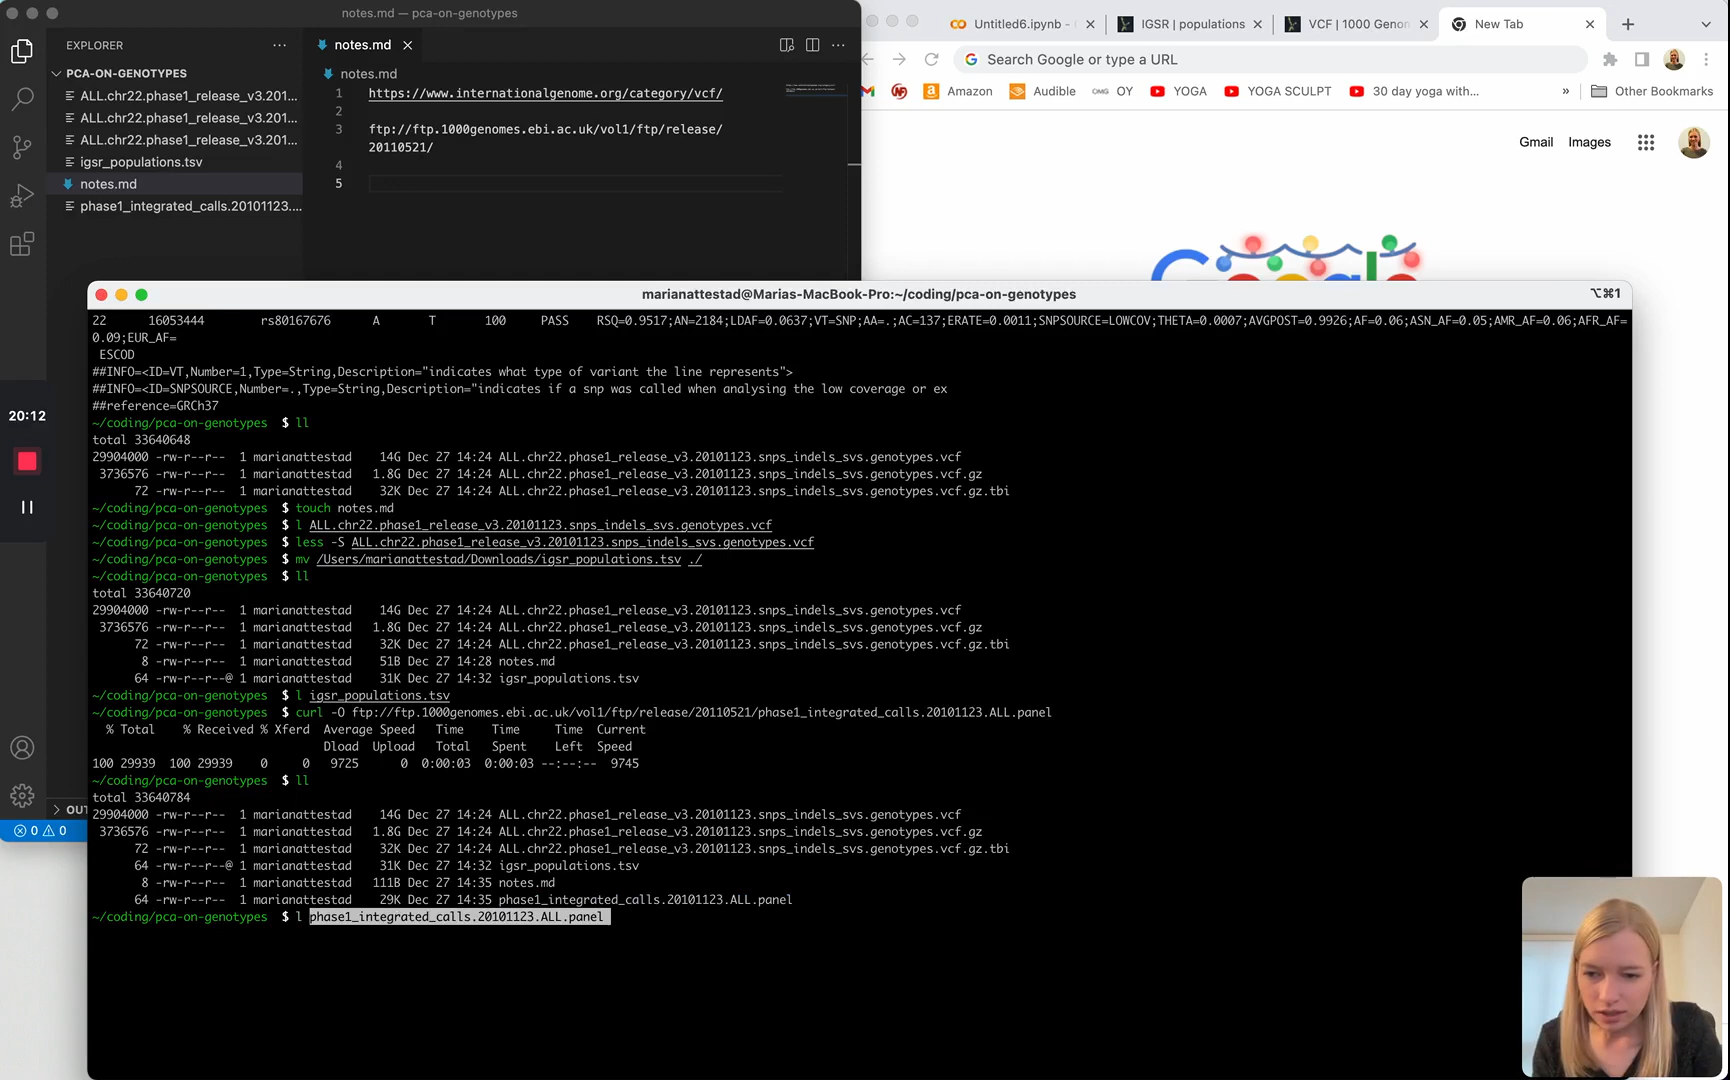 notes.md — pca-on-genotypes
EXPLORER
PCA-ON-GENOTYPES
ALL.chr22.phase1_release_v3.201...
ALL.chr22.phase1_release_v3.201...
ALL.chr22.phase1_release_v3.201...
igsr_populations.tsv
notes.md
phase1_integrated_calls.20101123....
notes.md
notes.md
1 https://www.internationalgenome.org/category/vcf/
2
3 ftp://ftp.1000genomes.ebi.ac.uk/vol1/ftp/release/
20110521/
4
5
OUT
0 0
20:12
Untitled6.ipynb -
IGSR | populations
VCF | 1000 Genom
New Tab
Search Google or type a URL
Amazon
Audible
OMG OY
YOGA
YOGA SCULPT
30 day yoga with...
»
Other Bookmarks
Gmail Images
marianattestad@Marias-MacBook-Pro:~/coding/pca-on-genotypes
⌥⌘1
22 16053444 rs80167676 A T 100 PASS RSQ=0.9517;AN=2184;LDAF=0.0637;VT=SNP;AA=.;AC=137;ERATE=0.0011;SNPSOURCE=LOWCOV;THETA=0.0007;AVGPOST=0.9926;AF=0.06;ASN_AF=0.05;AMR_AF=0.06;AFR_AF=
0.09;EUR_AF=
ESCOD
##INFO=<ID=VT,Number=1,Type=String,Description="indicates what type of variant the line represents">
##INFO=<ID=SNPSOURCE,Number=.,Type=String,Description="indicates if a snp was called when analysing the low coverage or ex
##reference=GRCh37
~/coding/pca-on-genotypes $ ll
total 33640648
29904000 -rw-r--r-- 1 marianattestad 14G Dec 27 14:24 ALL.chr22.phase1_release_v3.20101123.snps_indels_svs.genotypes.vcf
3736576 -rw-r--r-- 1 marianattestad 1.8G Dec 27 14:24 ALL.chr22.phase1_release_v3.20101123.snps_indels_svs.genotypes.vcf.gz
72 -rw-r--r-- 1 marianattestad 32K Dec 27 14:24 ALL.chr22.phase1_release_v3.20101123.snps_indels_svs.genotypes.vcf.gz.tbi
~/coding/pca-on-genotypes $ touch notes.md
~/coding/pca-on-genotypes $ l ALL.chr22.phase1_release_v3.20101123.snps_indels_svs.genotypes.vcf
~/coding/pca-on-genotypes $ less -S ALL.chr22.phase1_release_v3.20101123.snps_indels_svs.genotypes.vcf
~/coding/pca-on-genotypes $ mv /Users/marianattestad/Downloads/igsr_populations.tsv ./
~/coding/pca-on-genotypes $ ll
total 33640720
29904000 -rw-r--r-- 1 marianattestad 14G Dec 27 14:24 ALL.chr22.phase1_release_v3.20101123.snps_indels_svs.genotypes.vcf
3736576 -rw-r--r-- 1 marianattestad 1.8G Dec 27 14:24 ALL.chr22.phase1_release_v3.20101123.snps_indels_svs.genotypes.vcf.gz
72 -rw-r--r-- 1 marianattestad 32K Dec 27 14:24 ALL.chr22.phase1_release_v3.20101123.snps_indels_svs.genotypes.vcf.gz.tbi
8 -rw-r--r-- 1 marianattestad 51B Dec 27 14:28 notes.md
64 -rw-r--r--@ 1 marianattestad 31K Dec 27 14:32 igsr_populations.tsv
~/coding/pca-on-genotypes $ l igsr_populations.tsv
~/coding/pca-on-genotypes $ curl -O ftp://ftp.1000genomes.ebi.ac.uk/vol1/ftp/release/20110521/phase1_integrated_calls.20101123.ALL.panel
% Total % Received % Xferd Average Speed Time Time Time Current
Dload Upload Total Spent Left Speed
100 29939 100 29939 0 0 9725 0 0:00:03 0:00:03 --:--:-- 9745
~/coding/pca-on-genotypes $ ll
total 33640784
29904000 -rw-r--r-- 1 marianattestad 14G Dec 27 14:24 ALL.chr22.phase1_release_v3.20101123.snps_indels_svs.genotypes.vcf
3736576 -rw-r--r-- 1 marianattestad 1.8G Dec 27 14:24 ALL.chr22.phase1_release_v3.20101123.snps_indels_svs.genotypes.vcf.gz
72 -rw-r--r-- 1 marianattestad 32K Dec 27 14:24 ALL.chr22.phase1_release_v3.20101123.snps_indels_svs.genotypes.vcf.gz.tbi
64 -rw-r--r--@ 1 marianattestad 31K Dec 27 14:32 igsr_populations.tsv
8 -rw-r--r-- 1 marianattestad 111B Dec 27 14:35 notes.md
64 -rw-r--r-- 1 marianattestad 29K Dec 27 14:35 phase1_integrated_calls.20101123.ALL.panel
~/coding/pca-on-genotypes $ l phase1_integrated_calls.20101123.ALL.panel